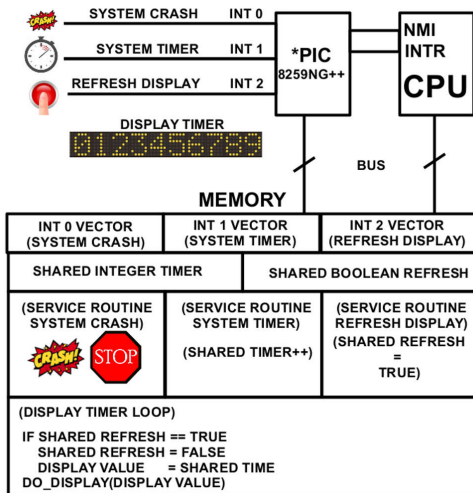 SYSTEM CRASH INT 0
CRASH!
SYSTEM TIMER INT 1
REFRESH DISPLAY INT 2
*PIC
8259NG++
NMI
INTR
CPU
DISPLAY TIMER
0123456789
BUS
MEMORY
INT 0 VECTOR
(SYSTEM CRASH)
INT 1 VECTOR
(SYSTEM TIMER)
INT 2 VECTOR
(REFRESH DISPLAY)
SHARED INTEGER TIMER
SHARED BOOLEAN REFRESH
(SERVICE ROUTINE
SYSTEM CRASH)
CRASH!
STOP
(SERVICE ROUTINE
SYSTEM TIMER)
(SHARED TIMER++)
(SERVICE ROUTINE
REFRESH DISPLAY)
(SHARED REFRESH
=
TRUE)
(DISPLAY TIMER LOOP)
IF SHARED REFRESH == TRUE
SHARED REFRESH = FALSE
DISPLAY VALUE = SHARED TIME
DO_DISPLAY(DISPLAY VALUE)